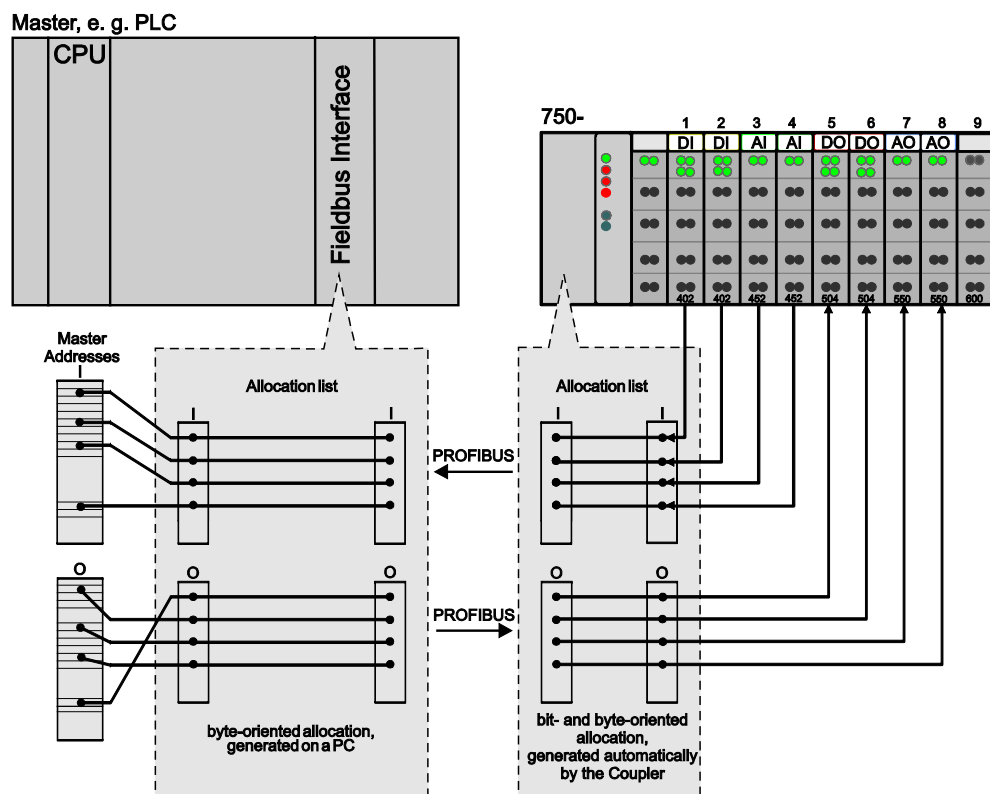 Master, e. g. PLC
CPU
Fieldbus Interface
750-
1 2 3 4 5 6 7 8 9
DI DI AI AI DO DO AO AO
402 402 452 452 504 504 550 550 600
Master
Addresses
I
Allocation list
I I
PROFIBUS
Allocation list
I I
O
O O
PROFIBUS
O O
byte-oriented allocation,
generated on a PC
bit- and byte-oriented
allocation,
generated automatically
by the Coupler